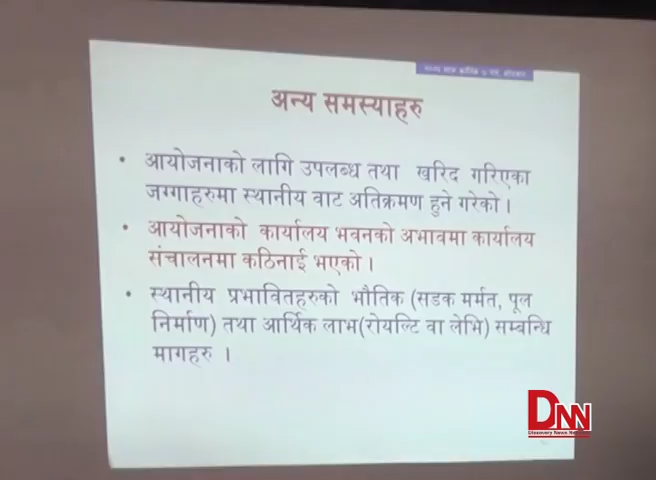 अन्य समस्याहरु
• आयोजनाको लागि उपलब्ध तथा खरिद गरिएका
जग्गाहरुमा स्थानीय वाट अतिक्रमण हुने गरेको ।
• आयोजनाको कार्यालय भवनको अभावमा कार्यालय
संचालनमा कठिनाई भएको ।
• स्थानीय प्रभावितहरुको भौतिक (सडक मर्मत, पूल
निर्माण) तथा आर्थिक लाभ(रोयल्टि वा लेभि) सम्बन्धि
मागहरु ।
DNN
Discovery News